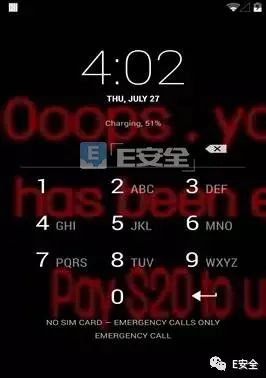 4:02
THU, JULY 27
Ooops , yo
Charging, 51%
E安全
1 2 ABC 3 DEF
has been e
4 GHI 5 JKL 6 MNO
7 PQRS 8 TUV 9 WXYZ
Pay $20 to u
0
NO SIM CARD — EMERGENCY CALLS ONLY
EMERGENCY CALL
E安全